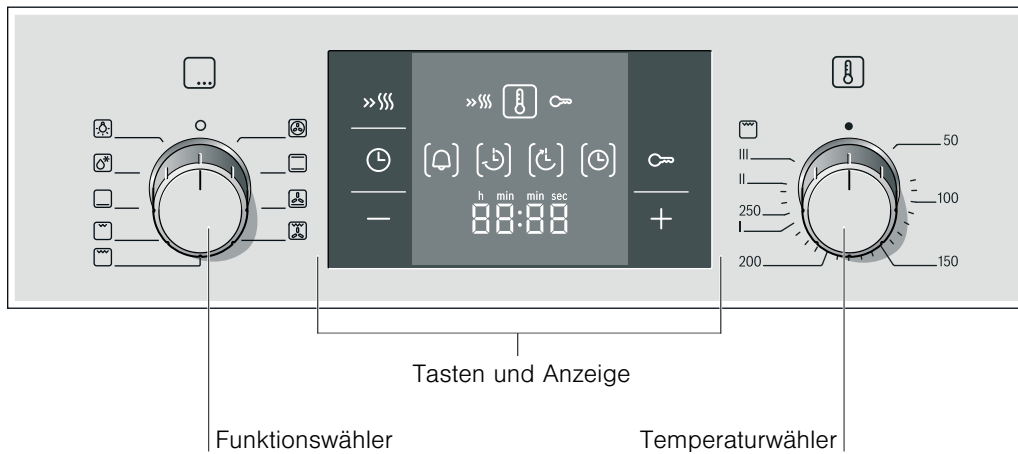 h min min sec
88:88
50
III
II
100
250
I
200
150
Tasten und Anzeige
Funktionswähler
Temperaturwähler